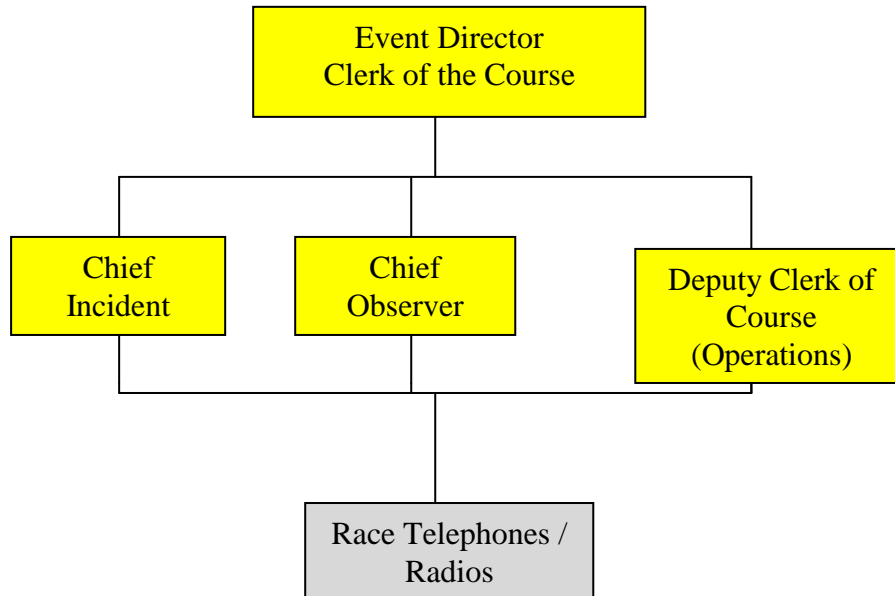 Event Director
Clerk of the Course
Chief
Incident
Chief
Observer
Deputy Clerk of
Course
(Operations)
Race Telephones /
Radios